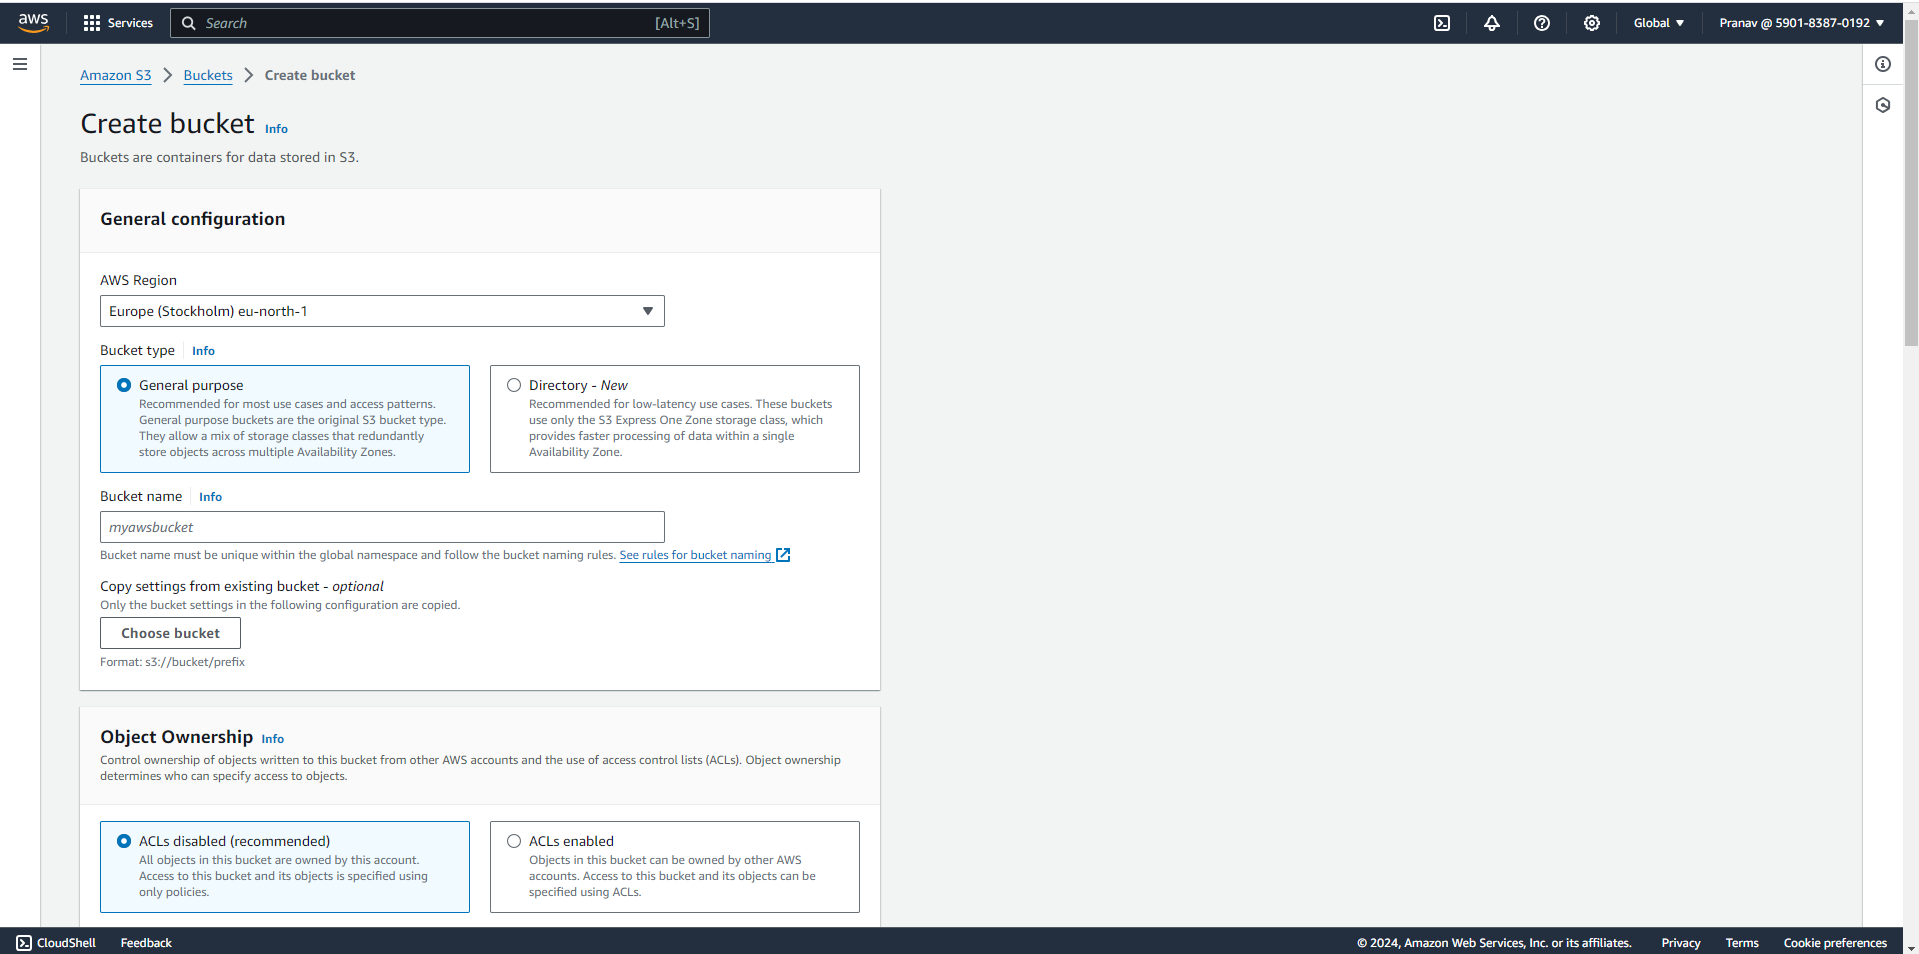 aws
Services
Search
[Alt+S]
Global
Pranav @ 5901-8387-0192
Amazon S3
Buckets
Create bucket
Create bucket Info
Buckets are containers for data stored in S3.
General configuration
AWS Region
Europe (Stockholm) eu-north-1
Bucket type Info
General purpose
Recommended for most use cases and access patterns.
General purpose buckets are the original S3 bucket type.
They allow a mix of storage classes that redundantly
store objects across multiple Availability Zones.
Directory - New
Recommended for low-latency use cases. These buckets
use only the S3 Express One Zone storage class, which
provides faster processing of data within a single
Availability Zone.
Bucket name Info
myawsbucket
Bucket name must be unique within the global namespace and follow the bucket naming rules. See rules for bucket naming
Copy settings from existing bucket - optional
Only the bucket settings in the following configuration are copied.
Choose bucket
Format: s3://bucket/prefix
Object Ownership Info
Control ownership of objects written to this bucket from other AWS accounts and the use of access control lists (ACLs). Object ownership
determines who can specify access to objects.
ACLs disabled (recommended)
All objects in this bucket are owned by this account.
Access to this bucket and its objects is specified using
only policies.
ACLs enabled
Objects in this bucket can be owned by other AWS
accounts. Access to this bucket and its objects can be
specified using ACLs.
CloudShell
Feedback
© 2024, Amazon Web Services, Inc. or its affiliates.
Privacy
Terms
Cookie preferences